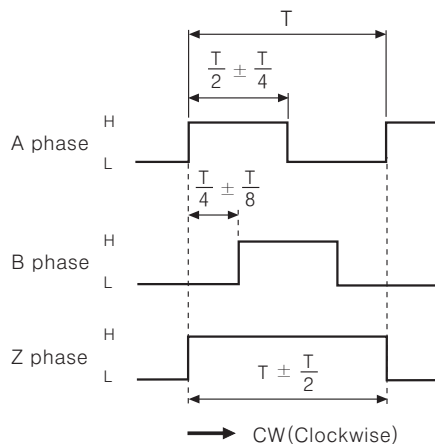 T
T/2 ± T/4
H
A phase
L
T/4 ± T/8
H
B phase
L
H
Z phase
L
T ± T/2
CW(Clockwise)